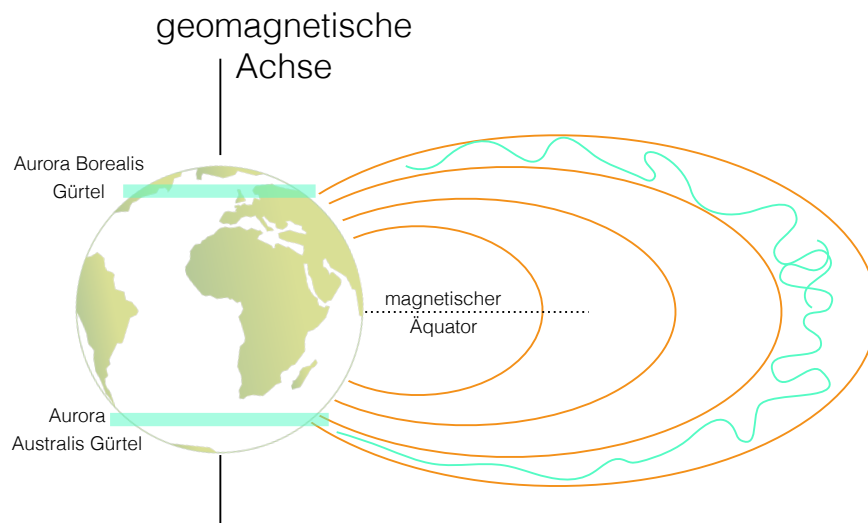 geomagnetische
Achse
Aurora Borealis
Gürtel
magnetischer
Äquator
Aurora
Australis Gürtel